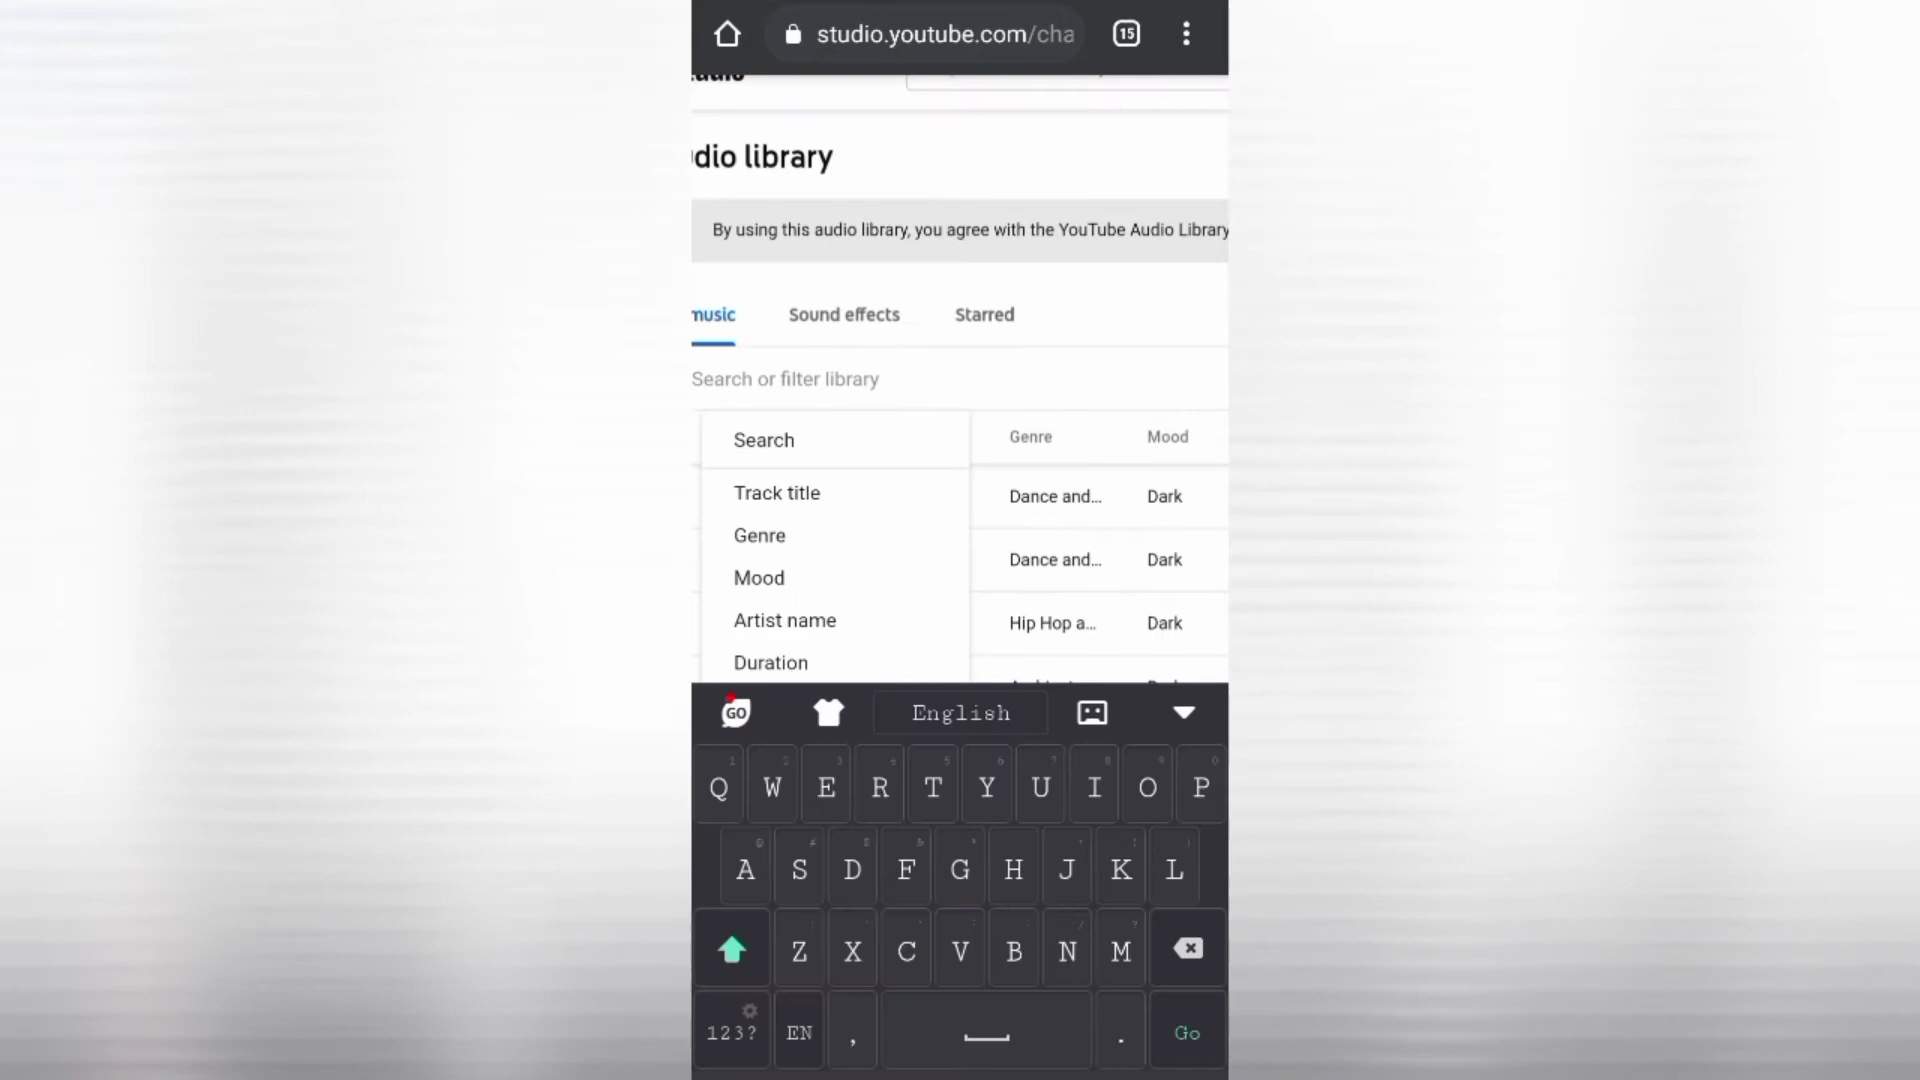 studio.youtube.com/cha
15
dio library
By using this audio library, you agree with the YouTube Audio Library
music
Sound effects
Starred
Search or filter library
Search
Genre
Mood
Track title
Dance and...
Dark
Genre
Dance and...
Dark
Mood
Artist name
Hip Hop a...
Dark
Duration
GO
English
Q W E R T Y U I O P
A S D F G H J K L
Z X C V B N M
123? EN , . Go